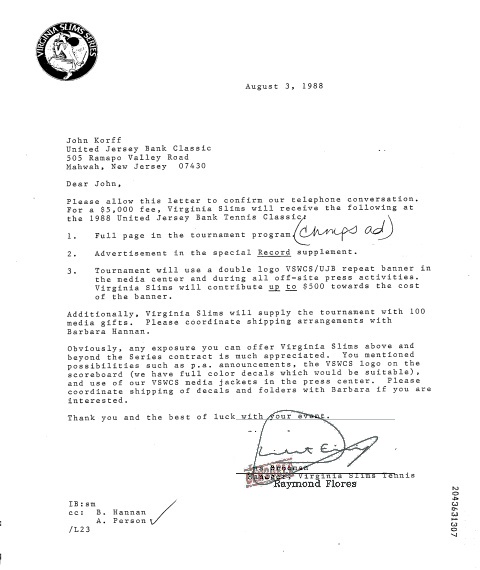 VIRGINIA SLIMS SERIES
August 3, 1988
John Korff
United Jersey Bank Classic
505 Ramapo Valley Road
Mahwah, New Jersey 07430
Dear John,
Please allow this letter to confirm our telephone conversation.
For a $5,000 fee, Virginia Slims will receive the following at
the 1988 United Jersey Bank Tennis Classic:
1. Full page in the tournament program. (Champs ad)
2. Advertisement in the special Record supplement.
3. Tournament will use a double logo VSWCS/UJB repeat banner in
the media center and during all off-site press activities.
Virginia Slims will contribute up to $500 towards the cost
of the banner.
Additionally, Virginia Slims will supply the tournament with 100
media gifts. Please coordinate shipping arrangements with
Barbara Hannan.
Obviously, any exposure you can offer Virginia Slims above and
beyond the Series contract is much appreciated. You mentioned
possibilities such as p.a. announcements, the VSWCS logo on the
scoreboard (we have full color decals which would be suitable),
and use of our VSWCS media jackets in the press center. Please
coordinate shipping of decals and folders with Barbara if you are
interested.
Thank you and the best of luck with your event.
Virginia Slims Tennis
Raymond Flores
IB:sm
cc: B. Hannan
A. Person
/L23
2043631307